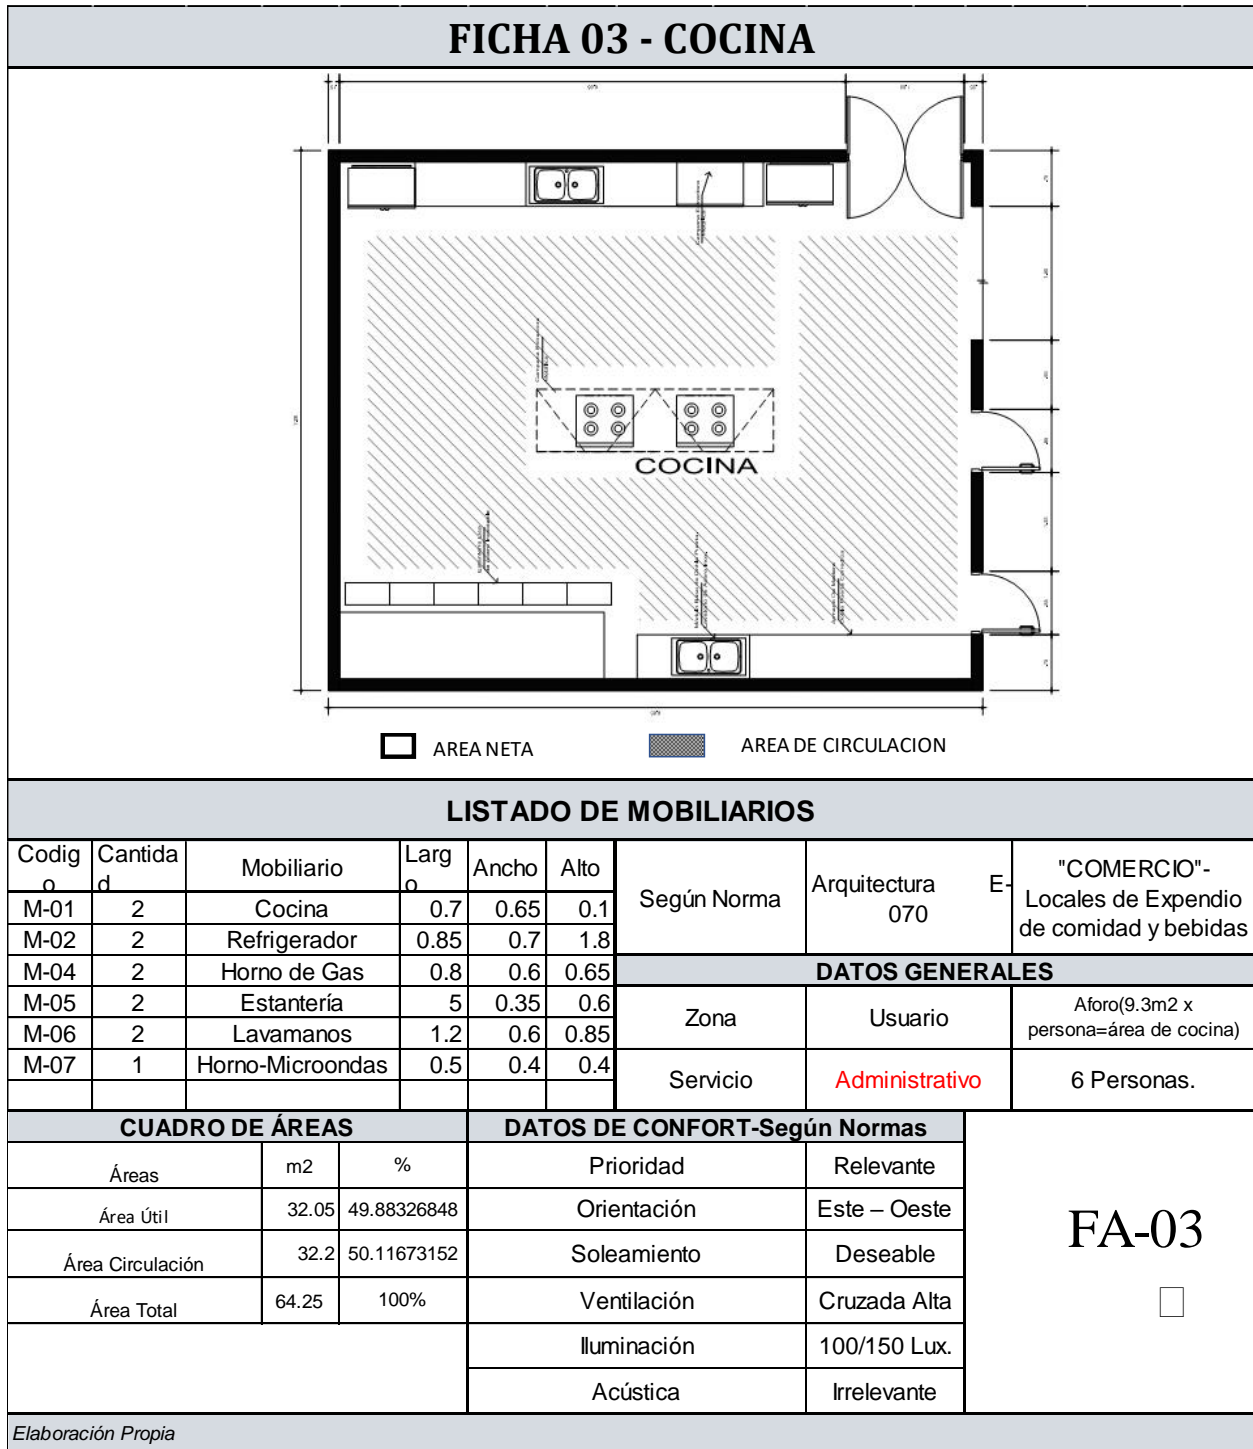 FICHA 03 - COCINA
COCINA
AREA NETA
AREA DE CIRCULACION
LISTADO DE MOBILIARIOS
Codigo Cantidad Mobiliario Largo Ancho Alto
M-01 2 Cocina 0.7 0.65 0.1
M-02 2 Refrigerador 0.85 0.7 1.8
M-04 2 Horno de Gas 0.8 0.6 0.65
M-05 2 Estantería 5 0.35 0.6
M-06 2 Lavamanos 1.2 0.6 0.85
M-07 1 Horno-Microondas 0.5 0.4 0.4
Según Norma
Arquitectura E-
070
"COMERCIO"-
Locales de Expendio
de comidad y bebidas
DATOS GENERALES
Zona Usuario
Aforo(9.3m2 x
persona=área de cocina)
Servicio Administrativo 6 Personas.
CUADRO DE ÁREAS
Áreas m2 %
Área Útil 32.05 49.88326848
Área Circulación 32.2 50.11673152
Área Total 64.25 100%
DATOS DE CONFORT-Según Normas
Prioridad Relevante
Orientación Este – Oeste
Soleamiento Deseable
Ventilación Cruzada Alta
Iluminación 100/150 Lux.
Acústica Irrelevante
FA-03
Elaboración Propia